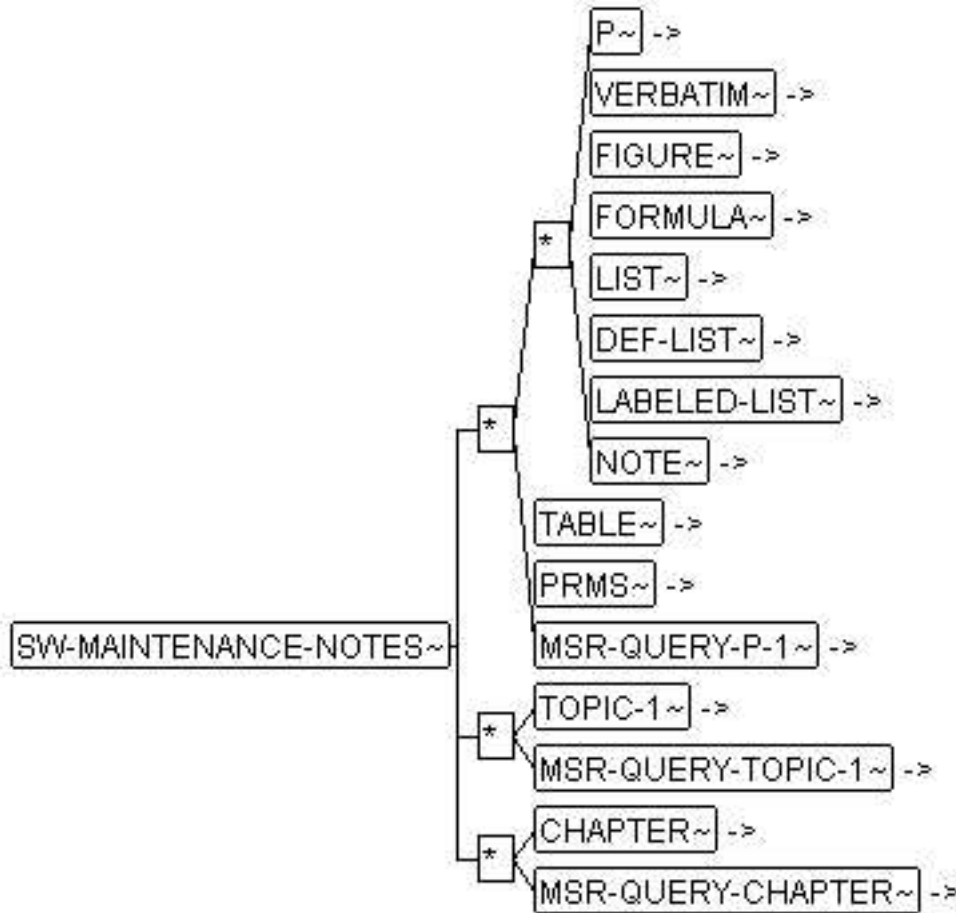 P~ ->
VERBATIM~ ->
FIGURE~ ->
FORMULA~ ->
*
LIST~ ->
DEF-LIST~ ->
LABELED-LIST~ ->
*
NOTE~ ->
TABLE~ ->
PRMS~ ->
SW-MAINTENANCE-NOTES~
MSR-QUERY-P-1~ ->
TOPIC-1~ ->
*
MSR-QUERY-TOPIC-1~ ->
CHAPTER~ ->
*
MSR-QUERY-CHAPTER~ ->